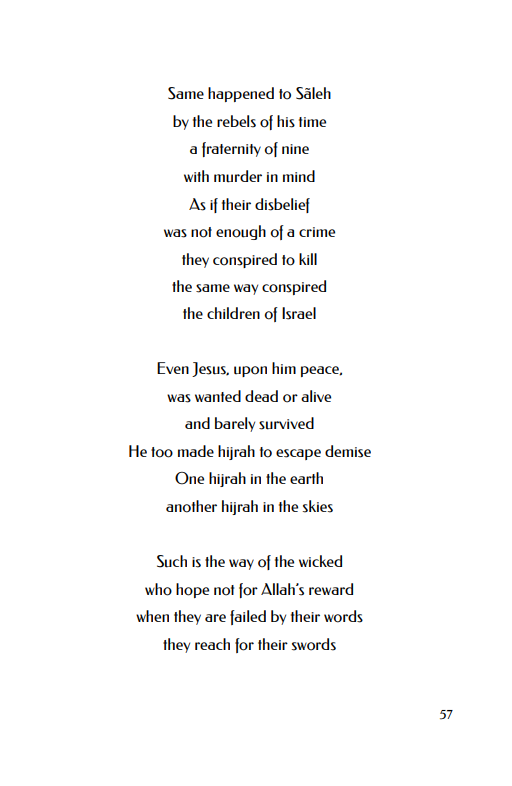 Same happened to Sãleh
by the rebels of his time
a fraternity of nine
with murder in mind
As if their disbelief
was not enough of a crime
they conspired to kill
the same way conspired
the children of Israel
Even Jesus, upon him peace,
was wanted dead or alive
and barely survived
He too made hijrah to escape demise
One hijrah in the earth
another hijrah in the skies
Such is the way of the wicked
who hope not for Allah's reward
when they are failed by their words
they reach for their swords
57